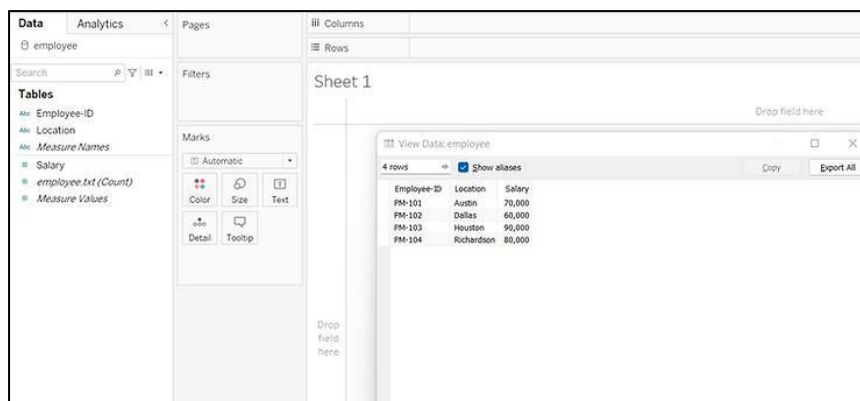 Data Analytics
employee
Search
Tables
Abc Employee-ID
Abc Location
Abc Measure Names
Salary
employee.txt (Count)
Measure Values
Pages
Filters
Marks
Automatic
Color Size Text
Detail Tooltip
Columns
Rows
Sheet 1
Drop field here
Drop
field
here
View Data: employee
4 rows Show aliases Copy Export All
Employee-ID Location Salary
PM-101 Austin 70,000
PM-102 Dallas 60,000
PM-103 Houston 90,000
PM-104 Richardson 80,000